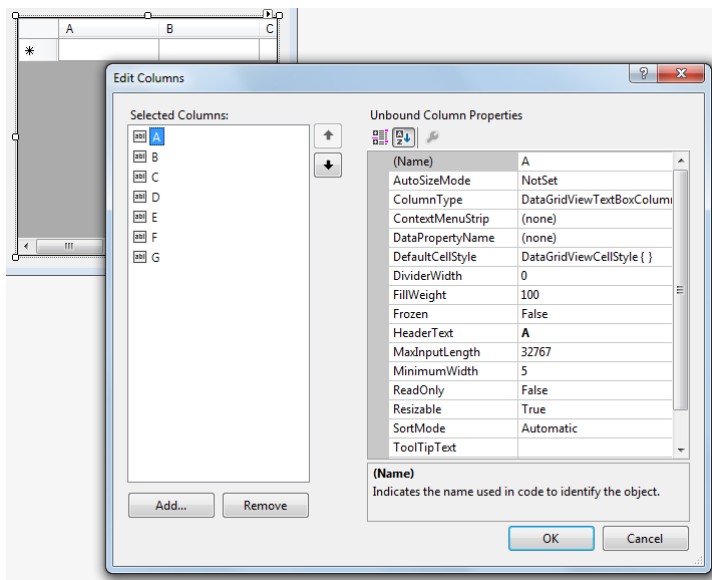 A B C
Edit Columns
Selected Columns:
Unbound Column Properties
A
B
C
D
E
F
G
(Name) A
AutoSizeMode NotSet
ColumnType DataGridViewTextBoxColumn
ContextMenuStrip (none)
DataPropertyName (none)
DefaultCellStyle DataGridViewCellStyle { }
DividerWidth 0
FillWeight 100
Frozen False
HeaderText A
MaxInputLength 32767
MinimumWidth 5
ReadOnly False
Resizable True
SortMode Automatic
ToolTipText
(Name)
Indicates the name used in code to identify the object.
Add... Remove
OK Cancel